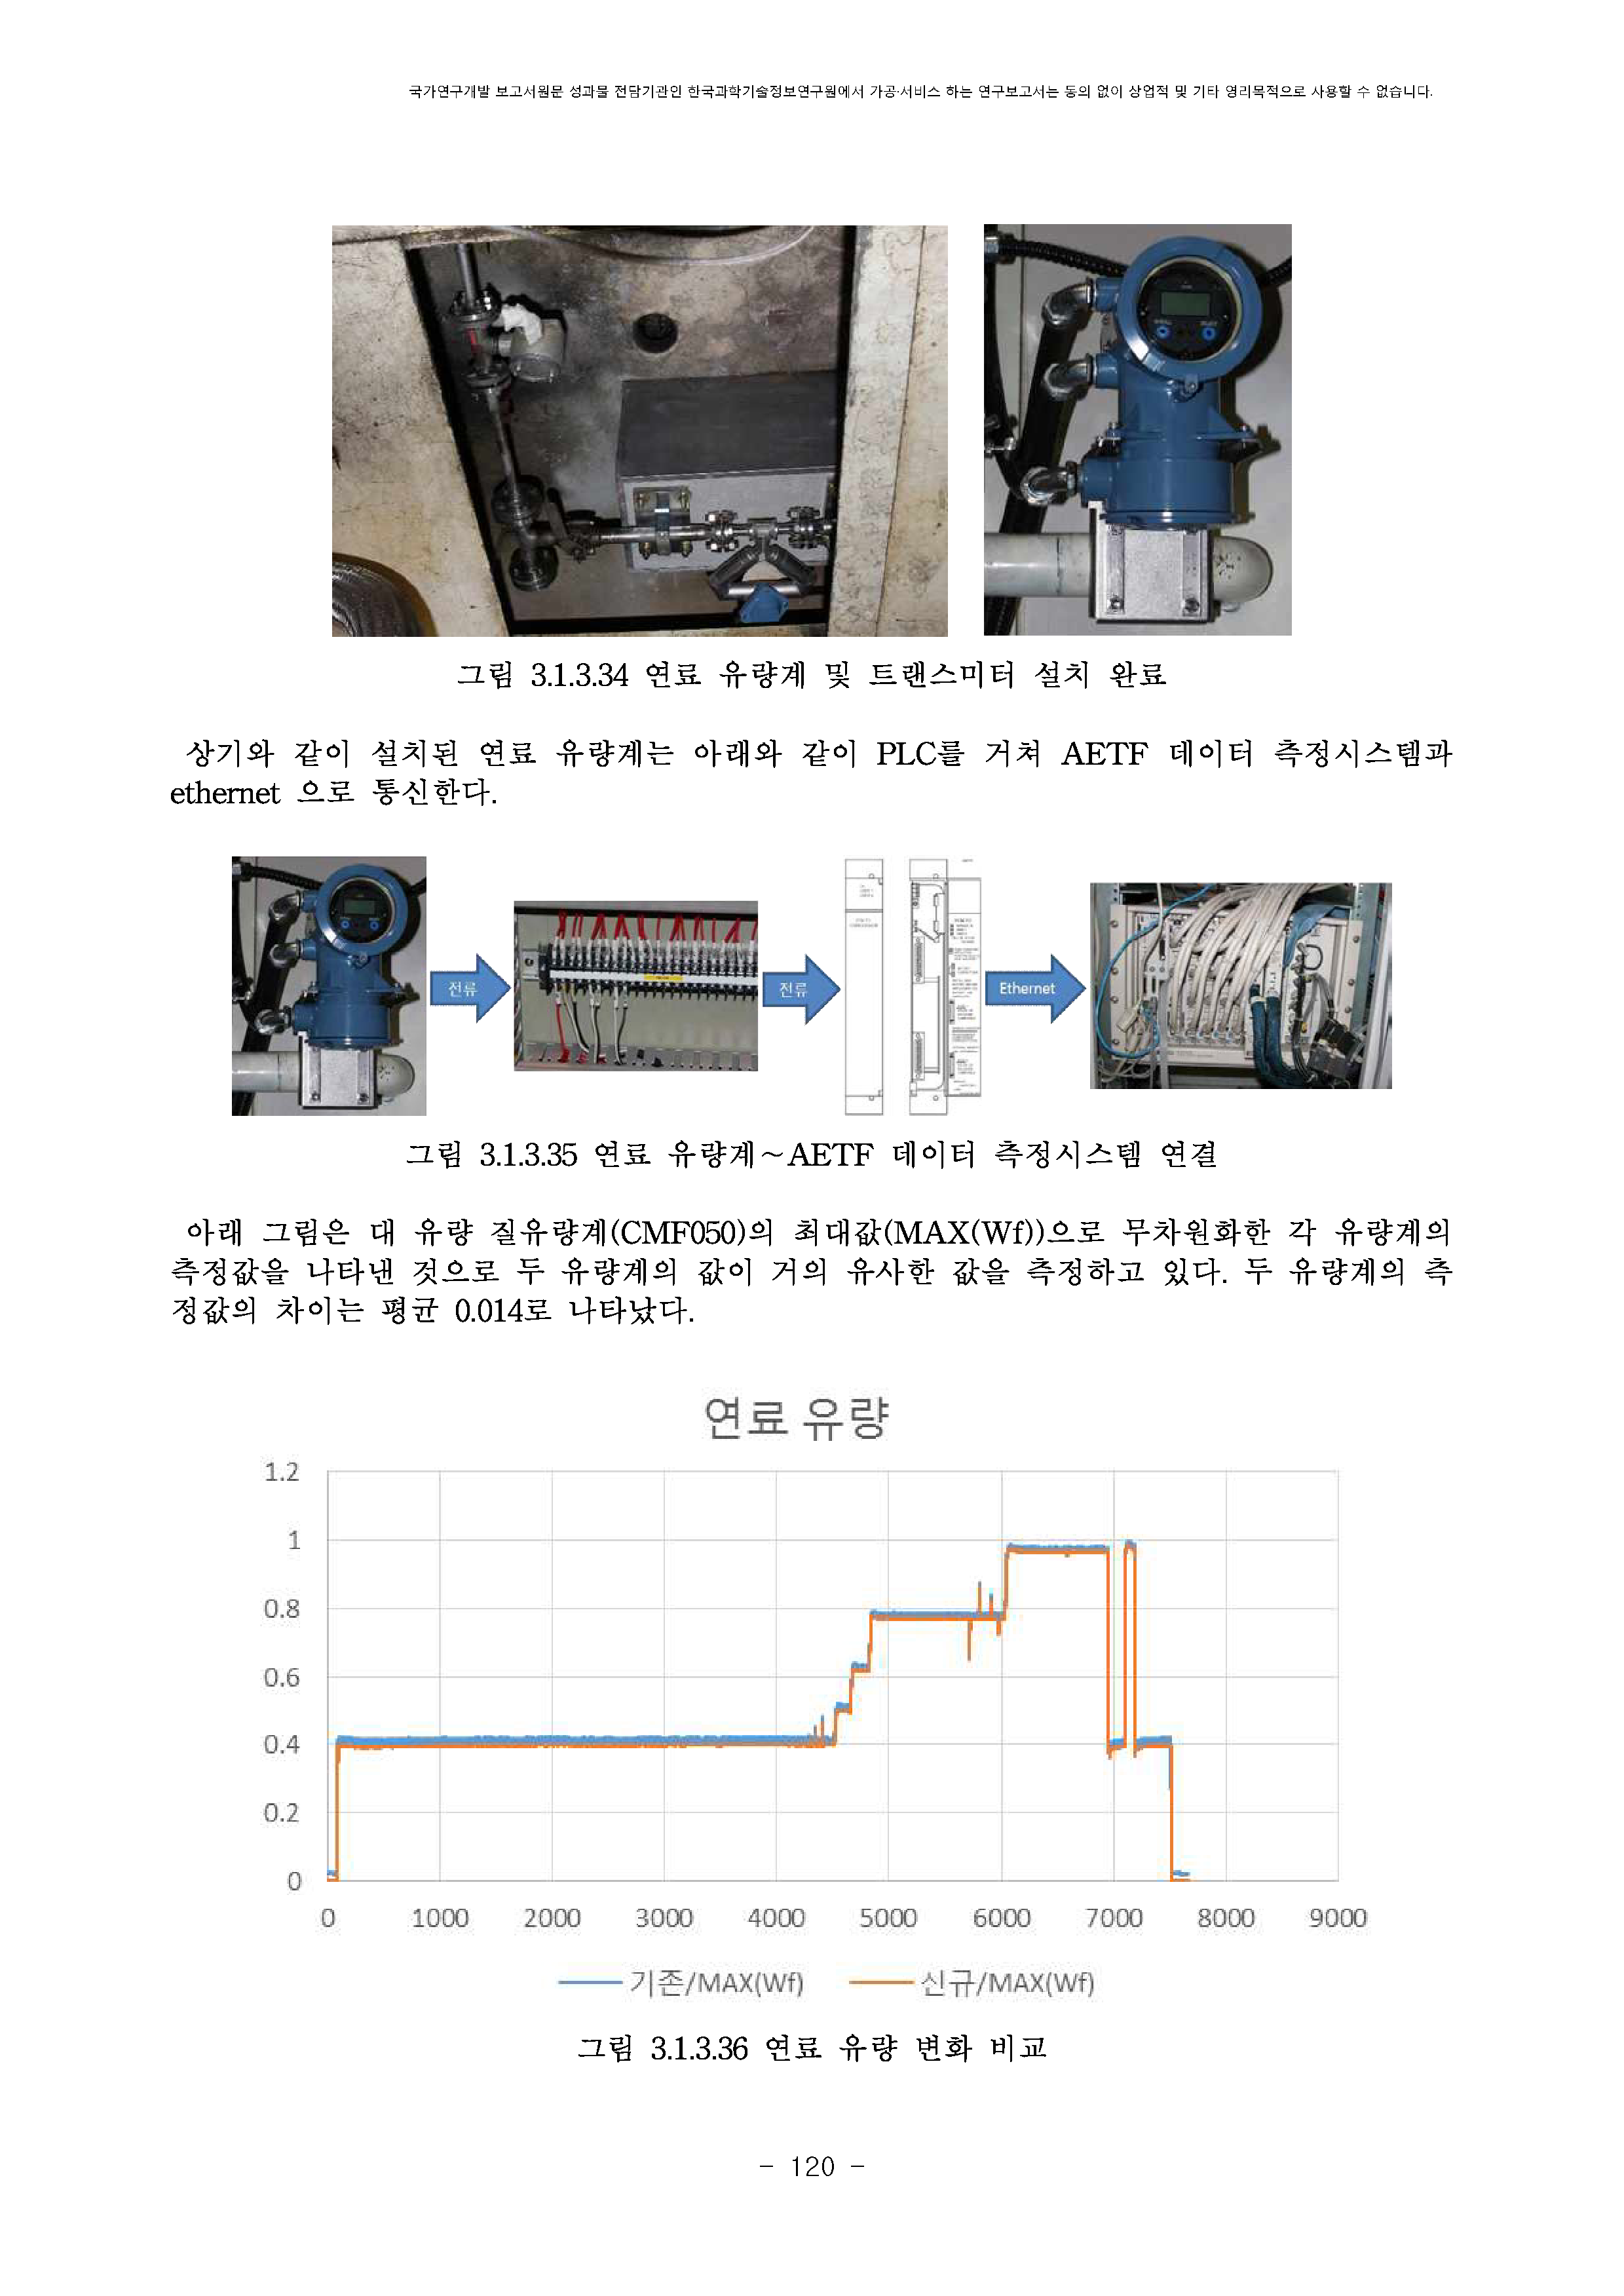 국가연구개발 보고서원문 성과물 전담기관인 한국과학기술정보연구원에서 가공·서비스 하는 연구보고서는 동의 없이 상업적 및 기타 영리목적으로 사용할 수 없습니다.
그림 3.1.3.34 연료 유량계 및 트랜스미터 설치 완료
상기와 같이 설치된 연료 유량계는 아래와 같이 PLC를 거쳐 AETF 데이터 측정시스템과
ethernet 으로 통신한다.
전류
전류
Ethernet
그림 3.1.3.35 연료 유량계~AETF 데이터 측정시스템 연결
아래 그림은 대 유량 질유량계(CMF050)의 최대값(MAX(Wf))으로 무차원화한 각 유량계의
측정값을 나타낸 것으로 두 유량계의 값이 거의 유사한 값을 측정하고 있다. 두 유량계의 측
정값의 차이는 평균 0.014로 나타났다.
연료 유량
1.2
1
0.8
0.6
0.4
0.2
0
0 1000 2000 3000 4000 5000 6000 7000 8000 9000
기존/MAX(Wf) 신규/MAX(Wf)
그림 3.1.3.36 연료 유량 변화 비교
- 120 -